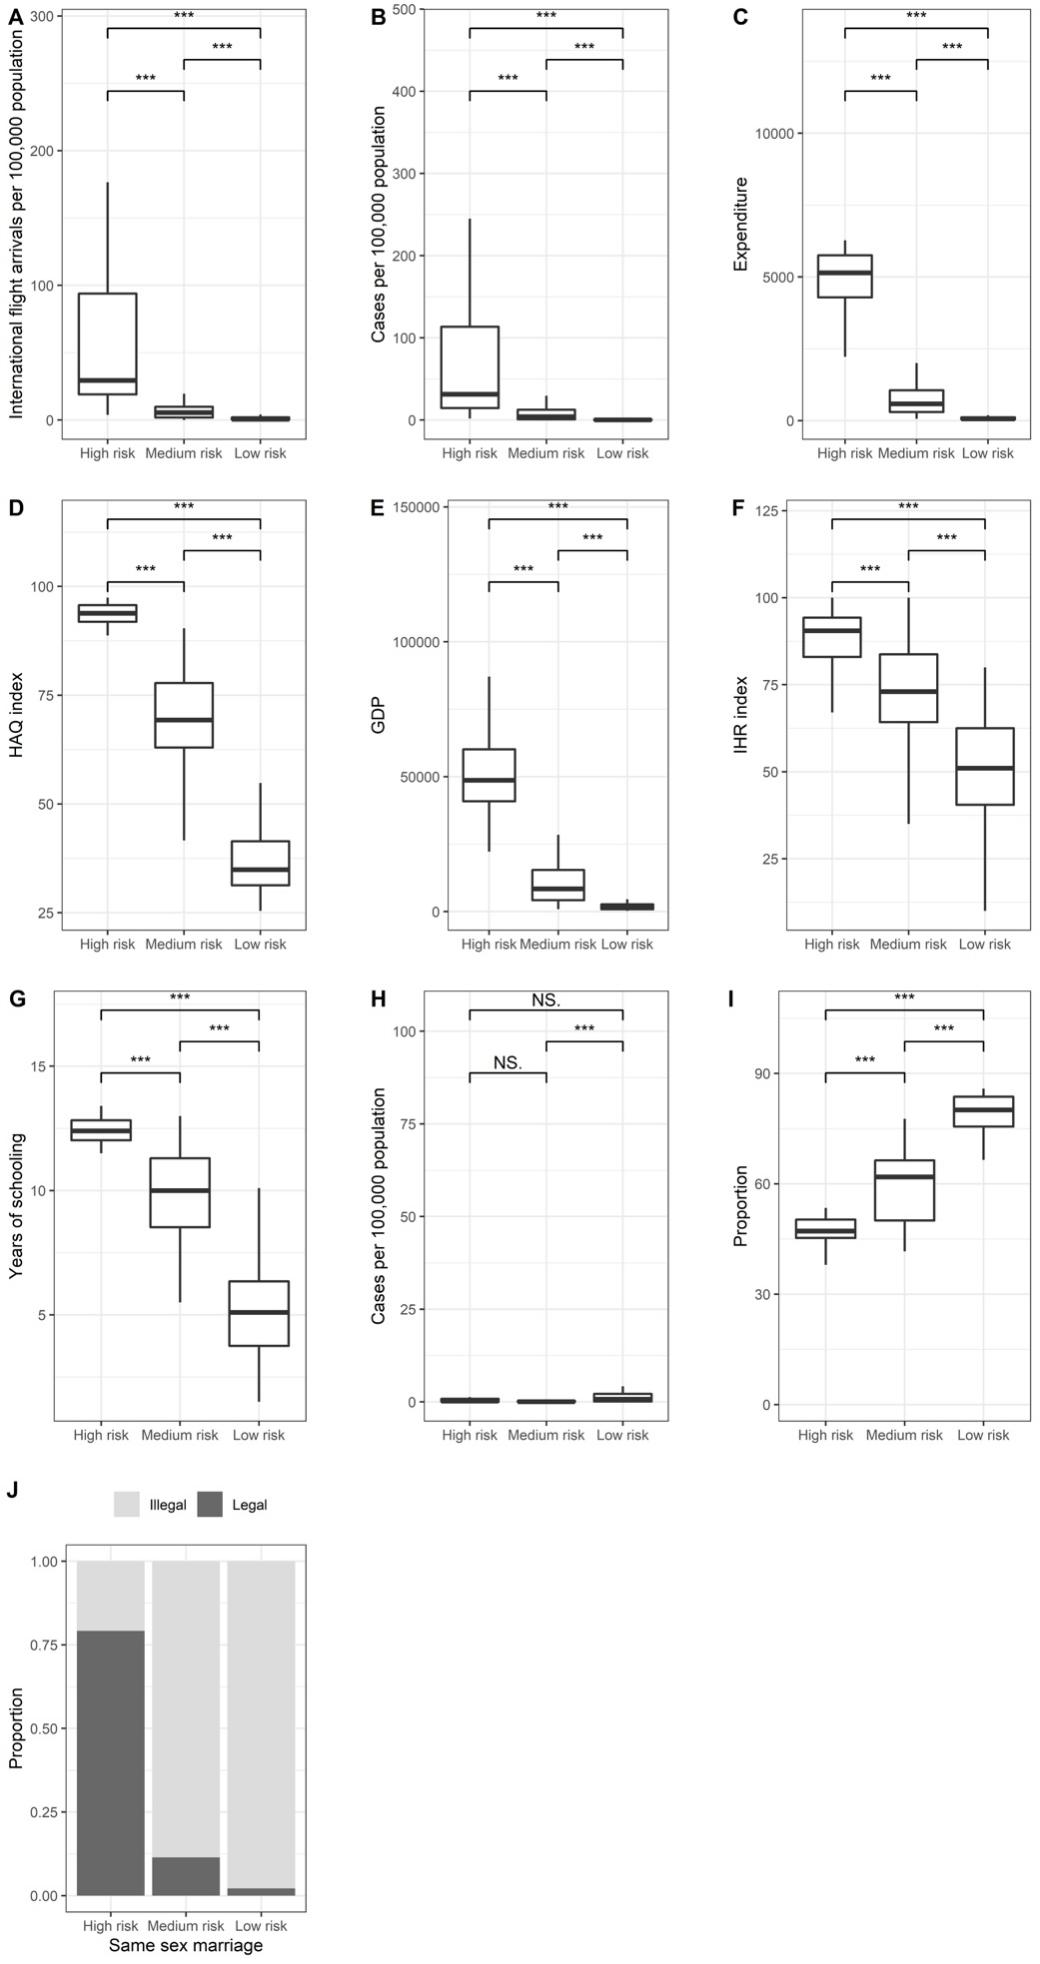 A
International flight arrivals per 100,000 population
300
200
100
0
***
***
***
High risk Medium risk Low risk
B
Cases per 100,000 population
500
400
300
200
100
0
***
***
***
High risk Medium risk Low risk
C
Expenditure
10000
5000
0
***
***
***
High risk Medium risk Low risk
D
HAQ index
100
75
50
25
***
***
***
High risk Medium risk Low risk
E
GDP
150000
100000
50000
0
***
***
***
High risk Medium risk Low risk
F
IHR index
125
100
75
50
25
***
***
***
High risk Medium risk Low risk
G
Years of schooling
15
10
5
***
***
***
High risk Medium risk Low risk
H
Cases per 100,000 population
100
75
50
25
0
NS.
***
NS.
High risk Medium risk Low risk
I
Proportion
90
60
30
0
***
***
***
High risk Medium risk Low risk
J
Illegal Legal
Proportion
1.00
0.75
0.50
0.25
0.00
High risk Medium risk Low risk
Same sex marriage